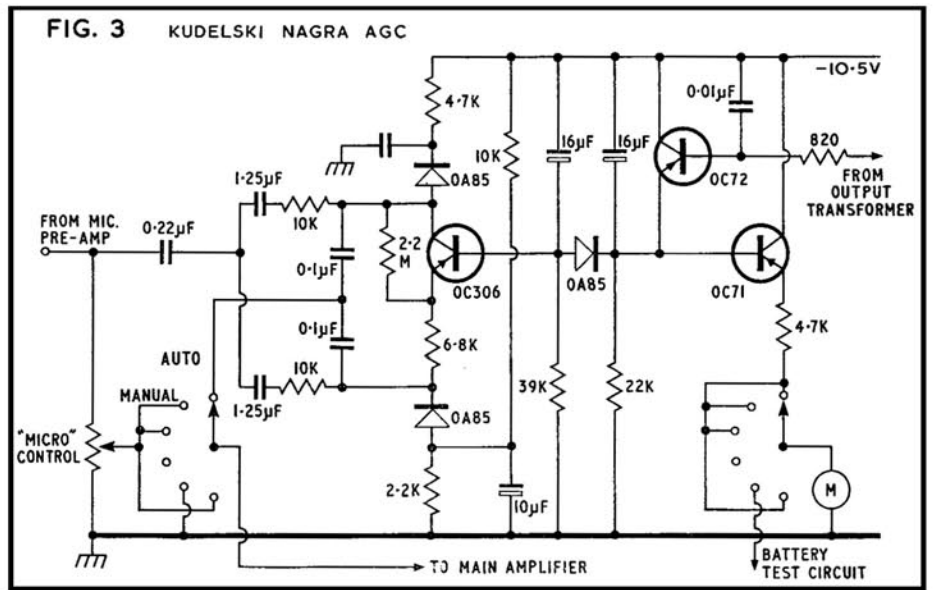 FIG. 3 KUDELSKI NAGRA AGC
-10·5V
4·7K
0·01µF
10K
16µF
16µF
820
OA85
OC72
FROM
OUTPUT
TRANSFORMER
1·25µF
FROM MIC.
PRE-AMP
0·22µF
10K
2·2
M
0·1µF
OC306
OA85
OC71
0·1µF
4·7K
6·8K
AUTO
10K
39K
22K
MANUAL
1·25µF
OA85
"MICRO"
CONTROL
2·2K
10µF
M
TO MAIN AMPLIFIER
BATTERY
TEST CIRCUIT